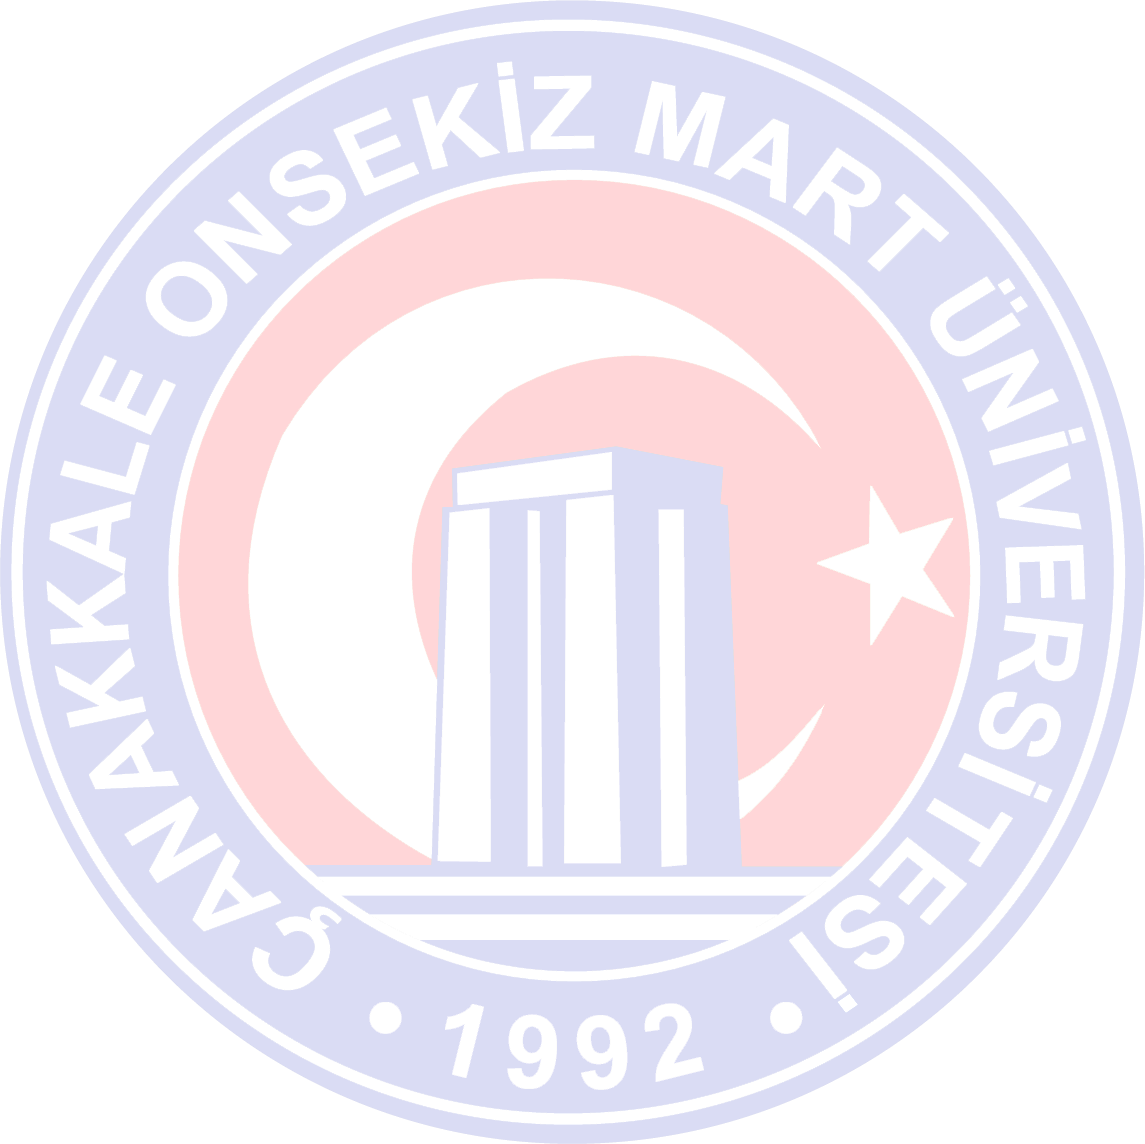 ÇANAKKALE ONSEKİZ MART ÜNİVERSİTESİ
• 1992 •